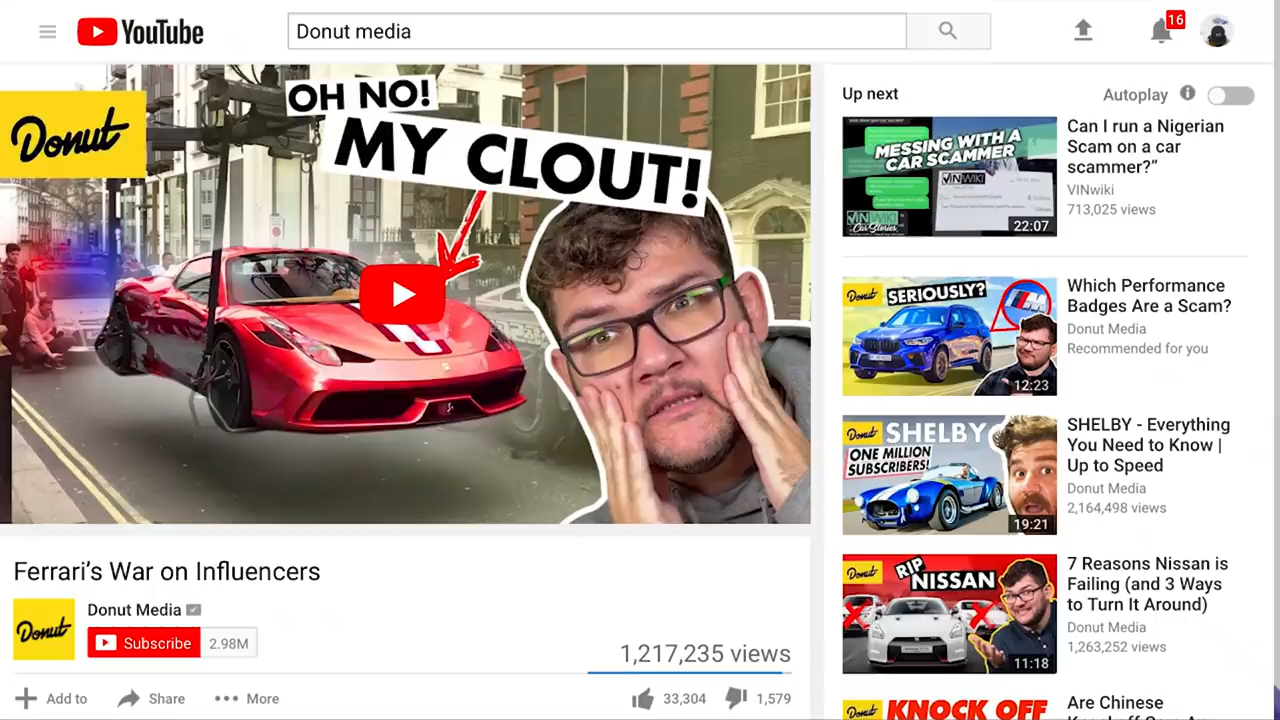 YouTube
Donut media
16
Donut
OH NO!
MY CLOUT!
Ferrari’s War on Influencers
Donut
Donut Media
Subscribe
2.98M
1,217,235 views
Add to
Share
More
33,304
1,579
Up next
Autoplay
MESSING WITH A
CAR SCAMMER
VINWIKI
VINWIKI
Car Stories
22:07
Can I run a Nigerian
Scam on a car
scammer?”
VINwiki
713,025 views
Donut
SERIOUSLY?
M
12:23
Which Performance
Badges Are a Scam?
Donut Media
Recommended for you
Donut
SHELBY
ONE MILLION
SUBSCRIBERS!
19:21
SHELBY - Everything
You Need to Know |
Up to Speed
Donut Media
2,164,498 views
Donut
RIP
NISSAN
11:18
7 Reasons Nissan is
Failing (and 3 Ways
to Turn It Around)
Donut Media
1,263,252 views
Donut
KNOCK OFF
Are Chinese